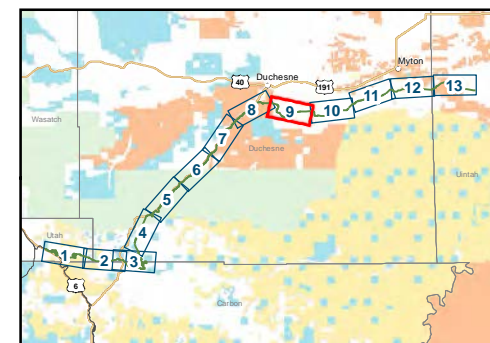 Myton
40
Duchesne
191
13
12
11
10
9
8
Wasatch
7
Duchesne
Uintah
6
5
4
Utah
1
2
3
6
Carbon